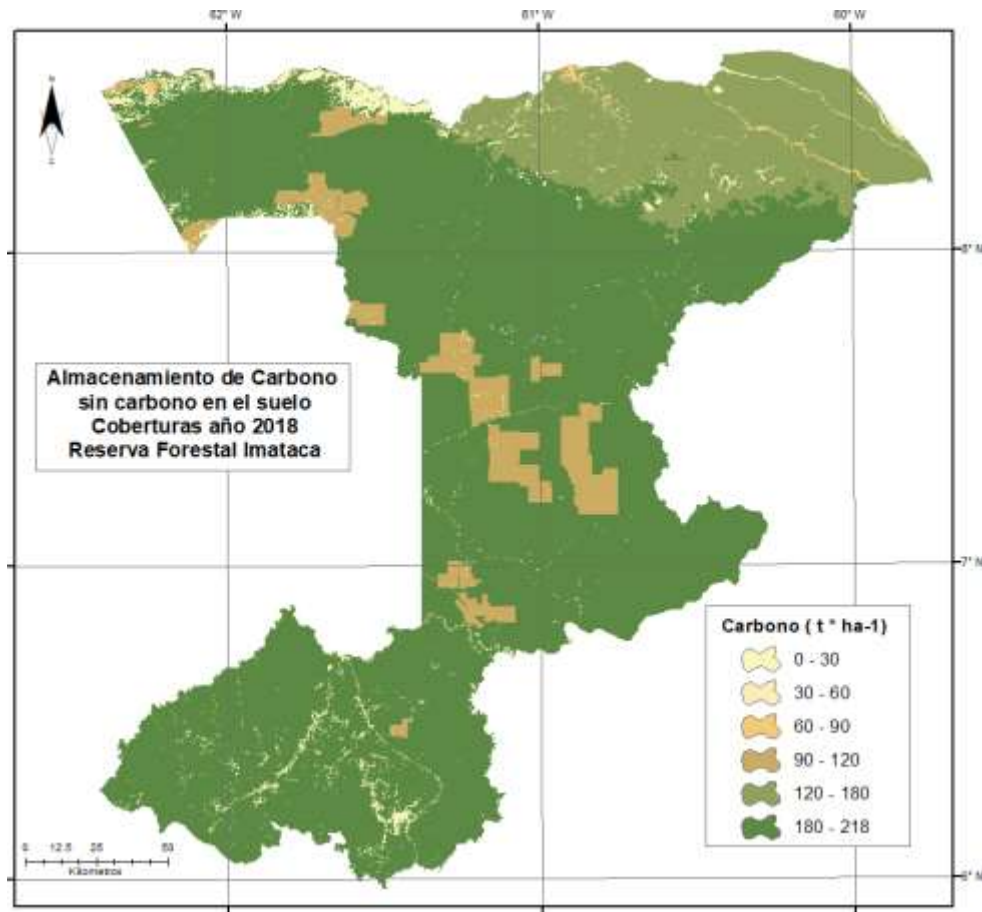 62° W 61° W 60° W
N
8° N
Almacenamiento de Carbono
sin carbono en el suelo
Coberturas año 2018
Reserva Forestal Imataca
7° N
Carbono ( t * ha-1)
0 - 30
30 - 60
60 - 90
90 - 120
120 - 180
180 - 218
0 12.5 25 50
Kilometros
6° N